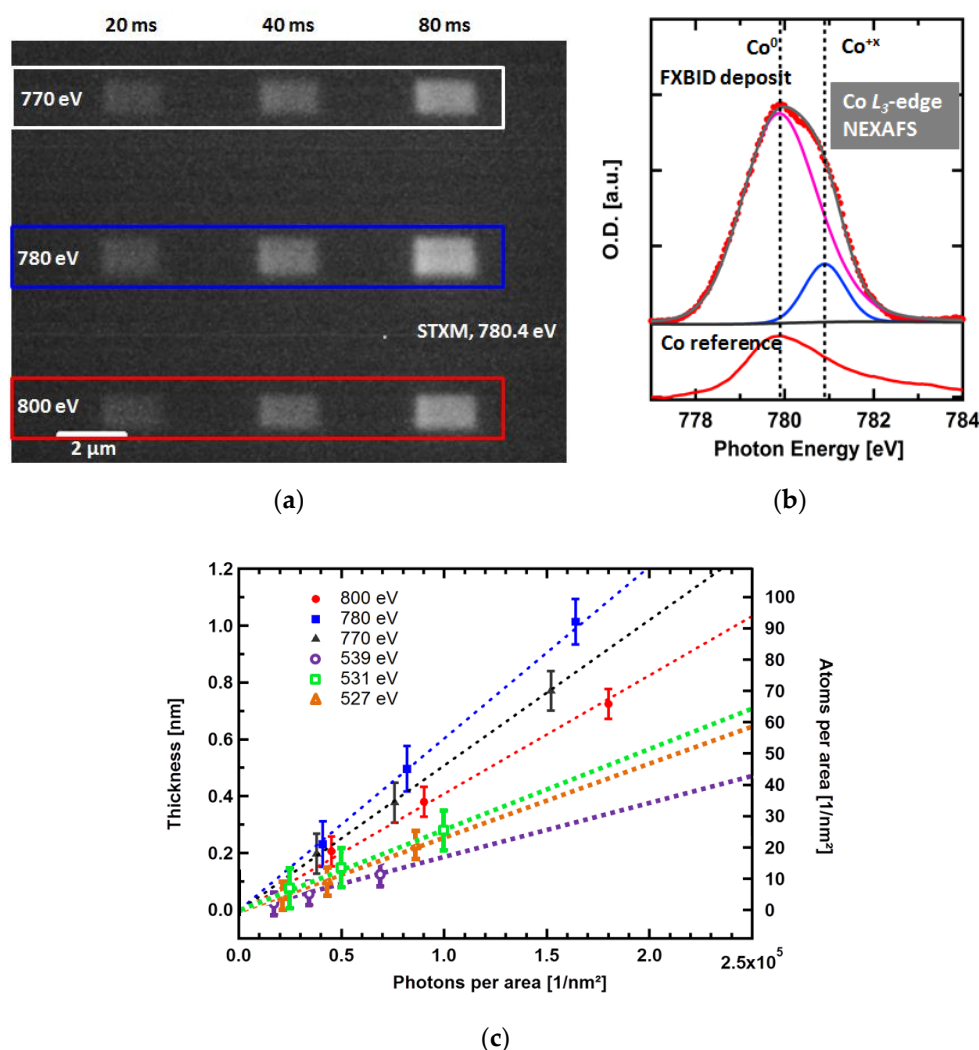 20 ms 40 ms 80 ms
770 eV
780 eV
STXM, 780.4 eV
800 eV
2 µm
(a)
Co⁰ Co⁺ˣ
FXBID deposit
Co L₃-edge
NEXAFS
O.D. [a.u.]
Co reference
778 780 782 784
Photon Energy [eV]
(b)
1.2
1.0
0.8
0.6
0.4
0.2
0.0
Thickness [nm]
800 eV
780 eV
770 eV
539 eV
531 eV
527 eV
100
90
80
70
60
50
40
30
20
10
0
Atoms per area [1/nm²]
0.0 0.5 1.0 1.5 2.0 2.5x10⁵
Photons per area [1/nm²]
(c)